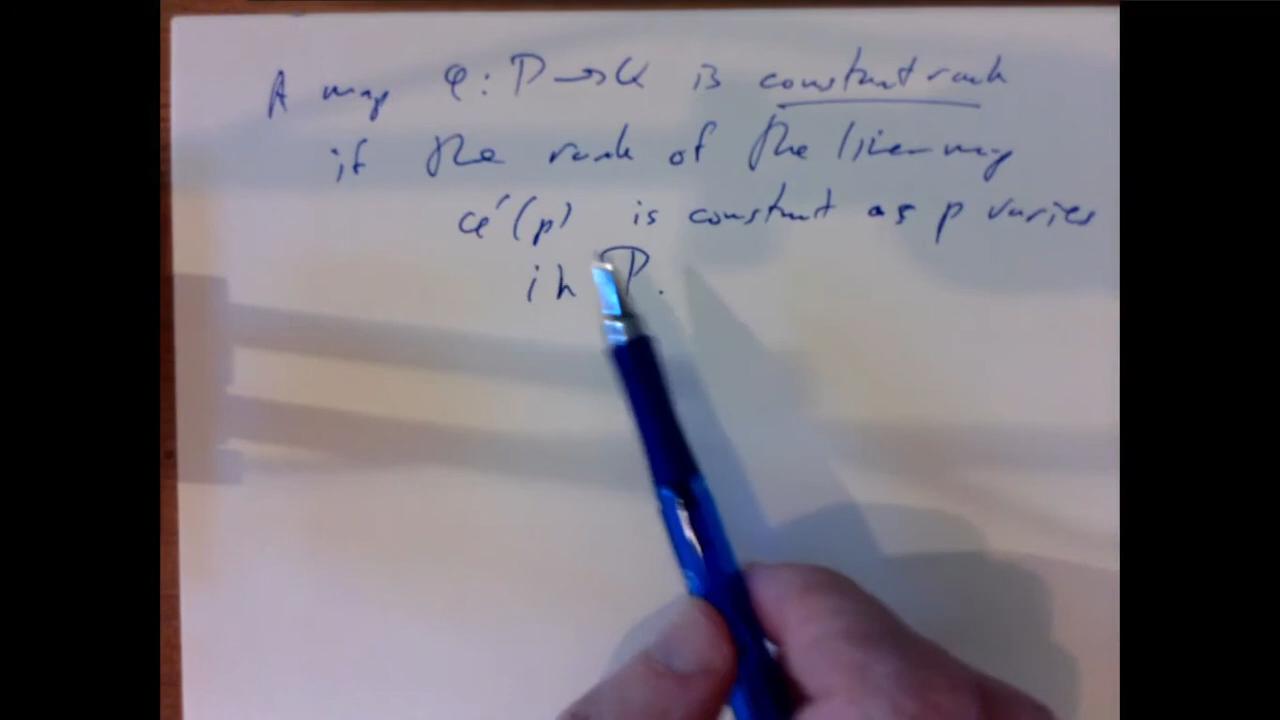 A map φ: P → Q is constant rank
if the rank of the linear map
φ'(p) is constant as p varies
in P.